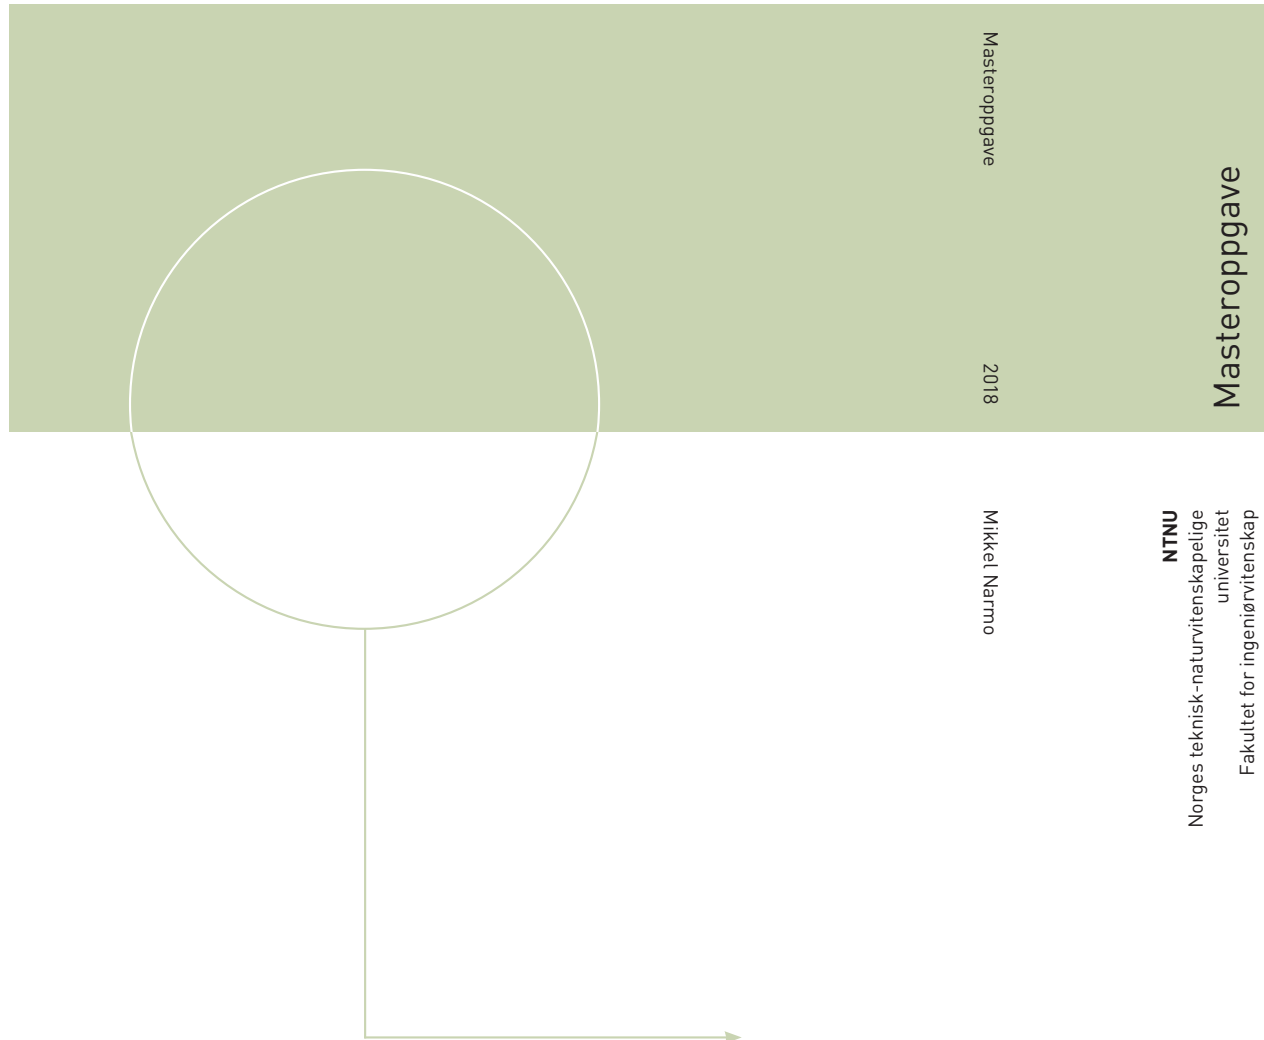 Masteroppgave
2018
Mikkel Narmo
Masteroppgave
NTNU
Norges teknisk-naturvitenskapelige
universitet
Fakultet for ingeniørvitenskap